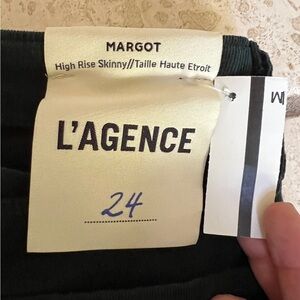 MARGOT
High Rise Skinny//Taille Haute Etroit
L'AGENCE
24